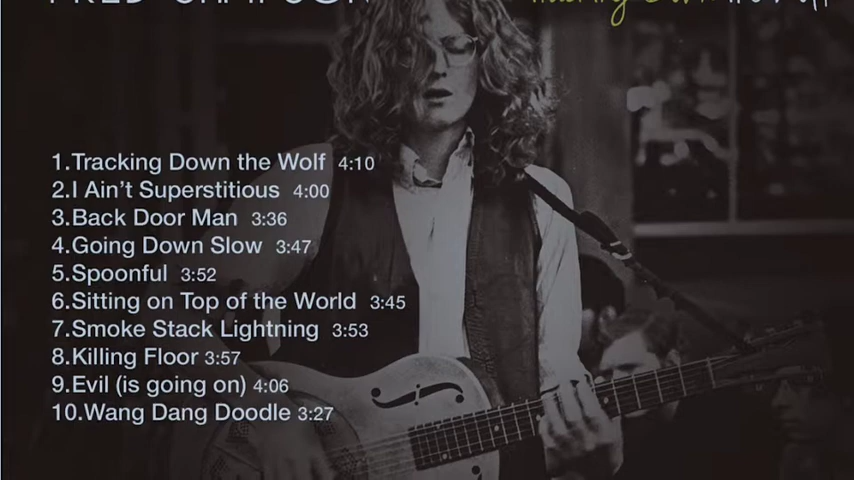 1.Tracking Down the Wolf 4:10
2.I Ain't Superstitious 4:00
3.Back Door Man 3:36
4.Going Down Slow 3:47
5.Spoonful 3:52
6.Sitting on Top of the World 3:45
7.Smoke Stack Lightning 3:53
8.Killing Floor 3:57
9.Evil (is going on) 4:06
10.Wang Dang Doodle 3:27